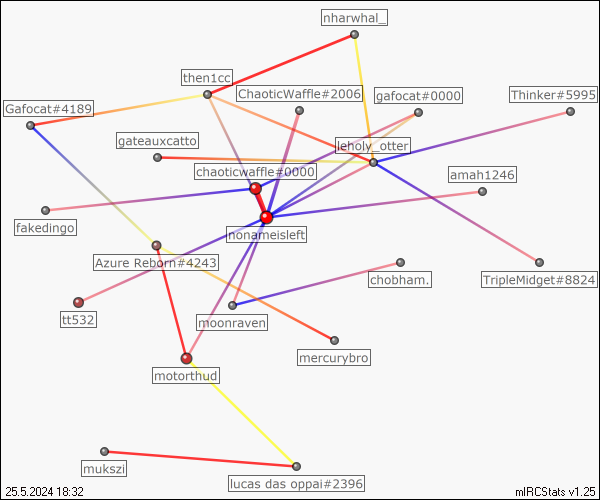 nharwhal_
then1cc
ChaoticWaffle#2006
gafocat#0000
Thinker#5995
Gafocat#4189
gateauxcatto
leholy_otter
chaoticwaffle#0000
amah1246
fakedingo
nonameisleft
Azure Reborn#4243
chobham.
TripleMidget#8824
tt532
moonraven
mercurybro
motorthud
mukszi
lucas das oppai#2396
25.5.2024 18:32
mIRCStats v1.25